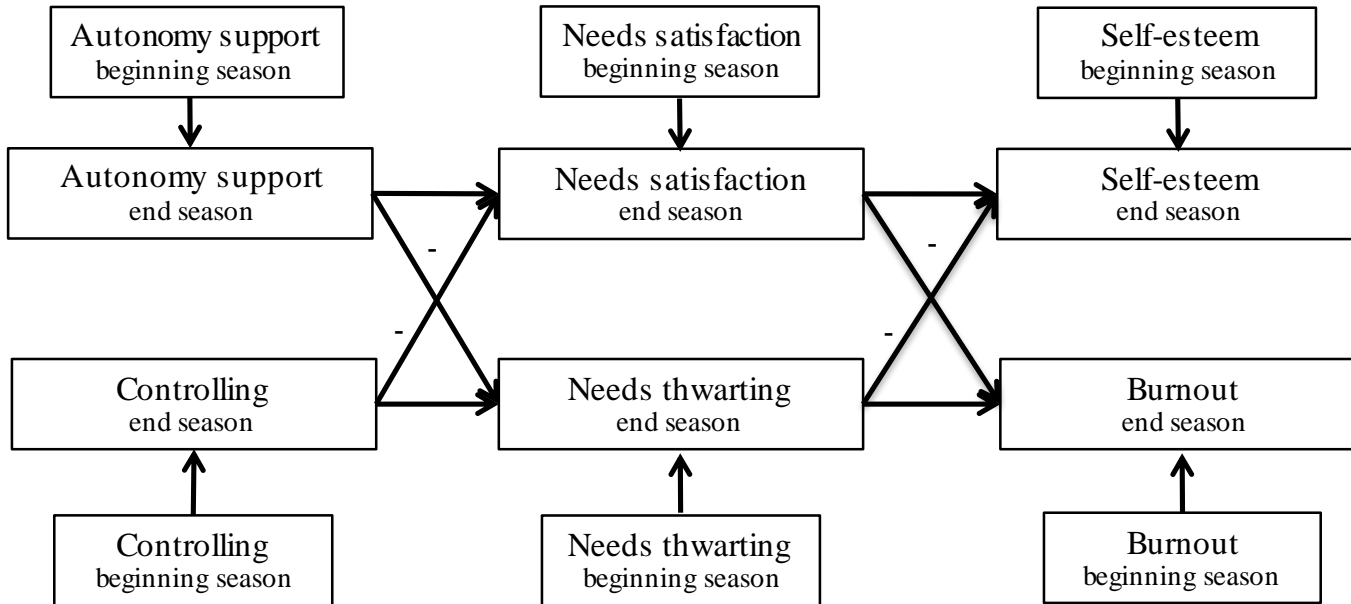 Autonomy support
beginning season
Needs satisfaction
beginning season
Self-esteem
beginning season
Autonomy support
end season
Needs satisfaction
end season
Self-esteem
end season
-
-
-
-
Controlling
end season
Needs thwarting
end season
Burnout
end season
Controlling
beginning season
Needs thwarting
beginning season
Burnout
beginning season